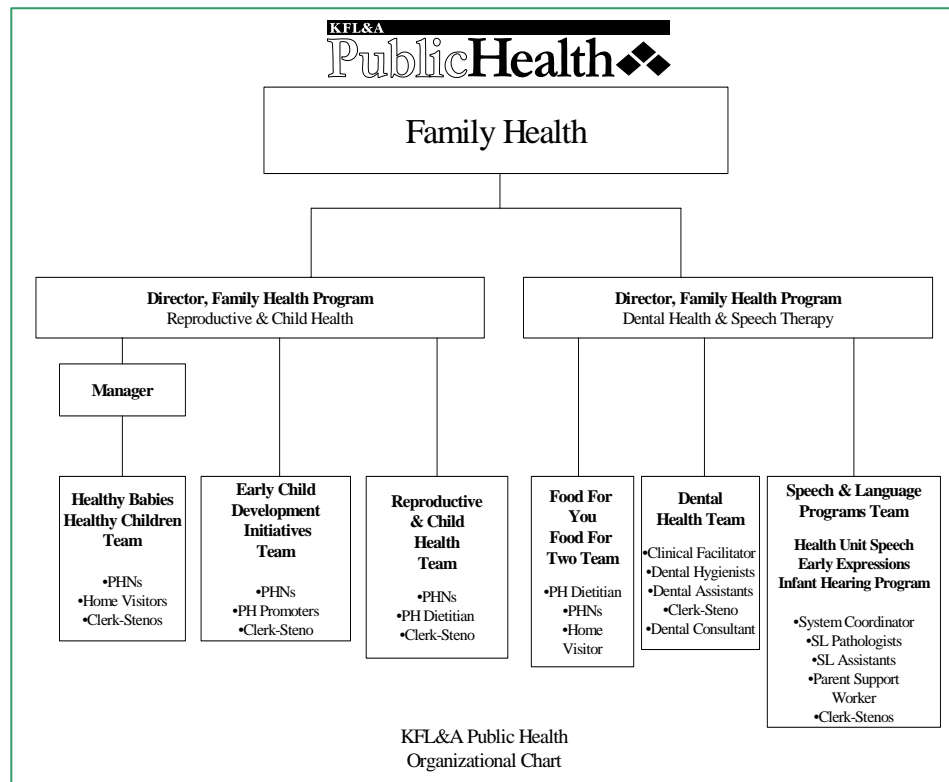 KFL&A
PublicHealth
Family Health
Director, Family Health Program
Reproductive & Child Health
Director, Family Health Program
Dental Health & Speech Therapy
Manager
Healthy Babies
Healthy Children
Team
•PHNs
•Home Visitors
•Clerk-Stenos
Early Child
Development
Initiatives
Team
•PHNs
•PH Promoters
•Clerk-Steno
Reproductive
& Child
Health
Team
•PHNs
•PH Dietitian
•Clerk-Steno
Food For
You
Food For
Two Team
•PH Dietitian
•PHNs
•Home
Visitor
Dental
Health Team
•Clinical Facilitator
•Dental Hygienists
•Dental Assistants
•Clerk-Steno
•Dental Consultant
Speech & Language
Programs Team
Health Unit Speech
Early Expressions
Infant Hearing Program
•System Coordinator
•SL Pathologists
•SL Assistants
•Parent Support
Worker
•Clerk-Stenos
KFL&A Public Health
Organizational Chart